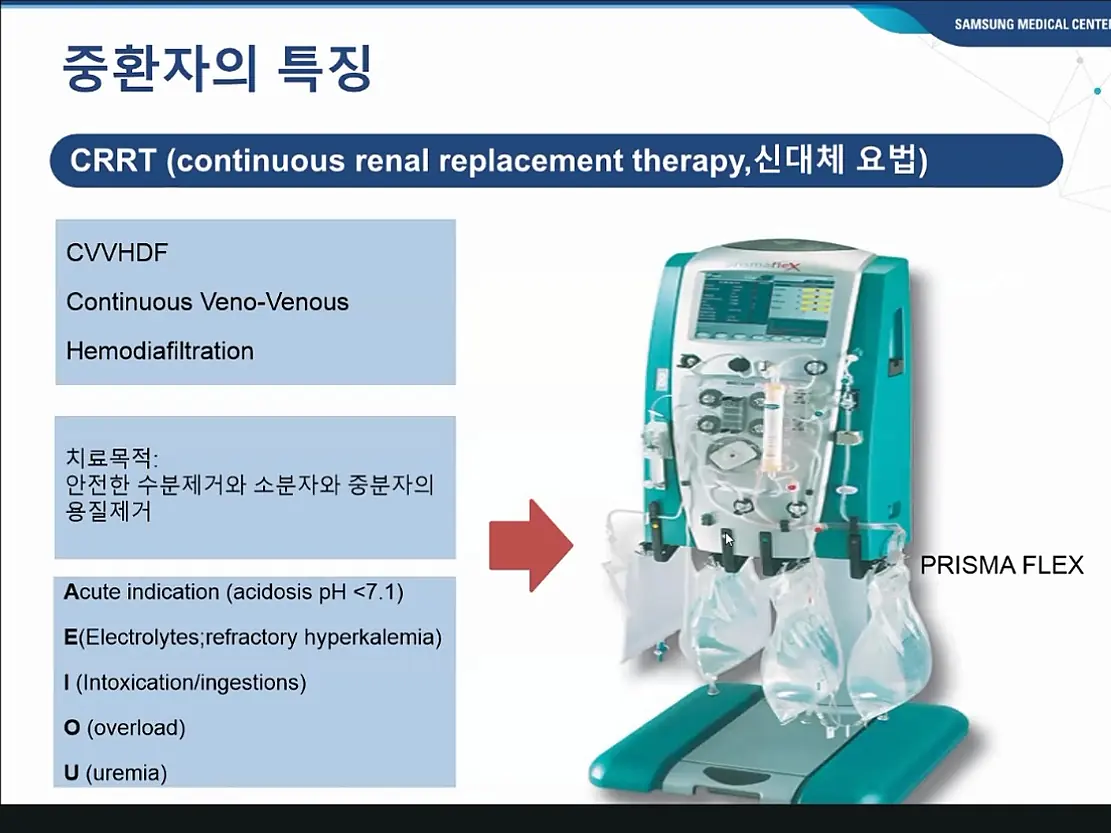 SAMSUNG MEDICAL CENTER
중환자의 특징
CRRT (continuous renal replacement therapy,신대체 요법)
CVVHDF
Continuous Veno-Venous
Hemodiafiltration
치료목적:
안전한 수분제거와 소분자와 중분자의
용질제거
Acute indication (acidosis pH <7.1)
E(Electrolytes;refractory hyperkalemia)
I (Intoxication/ingestions)
O (overload)
U (uremia)
prismaflex
PRISMA FLEX